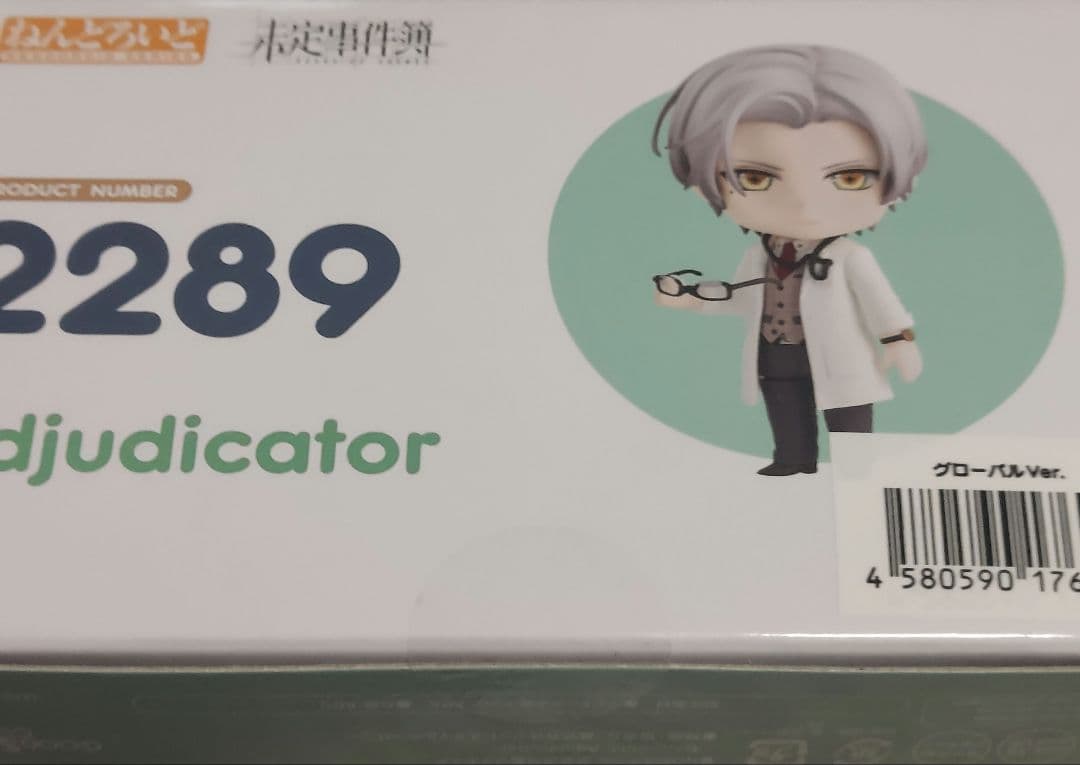 ねんどろいど
未定事件簿
PRODUCT NUMBER
2289
djudicator
グローバルVer.
4 580590 176